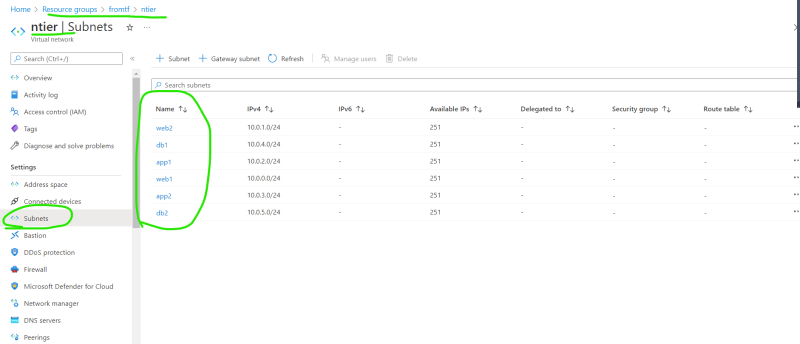 Home > Resource groups > fromtf > ntier
ntier | Subnets ☆ ...
Virtual network
Search (Ctrl+/) «
+ Subnet + Gateway subnet Refresh Manage users Delete
Search subnets
Overview
Activity log
Access control (IAM)
Tags
Diagnose and solve problems
Settings
Address space
Connected devices
Subnets
Bastion
DDoS protection
Firewall
Microsoft Defender for Cloud
Network manager
DNS servers
Peerings
Name ↑↓ IPv4 ↑↓ IPv6 ↑↓ Available IPs ↑↓ Delegated to ↑↓ Security group ↑↓ Route table ↑↓
web2 10.0.1.0/24 - 251 - - - ...
db1 10.0.4.0/24 - 251 - - - ...
app1 10.0.2.0/24 - 251 - - - ...
web1 10.0.0.0/24 - 251 - - - ...
app2 10.0.3.0/24 - 251 - - - ...
db2 10.0.5.0/24 - 251 - - - ...